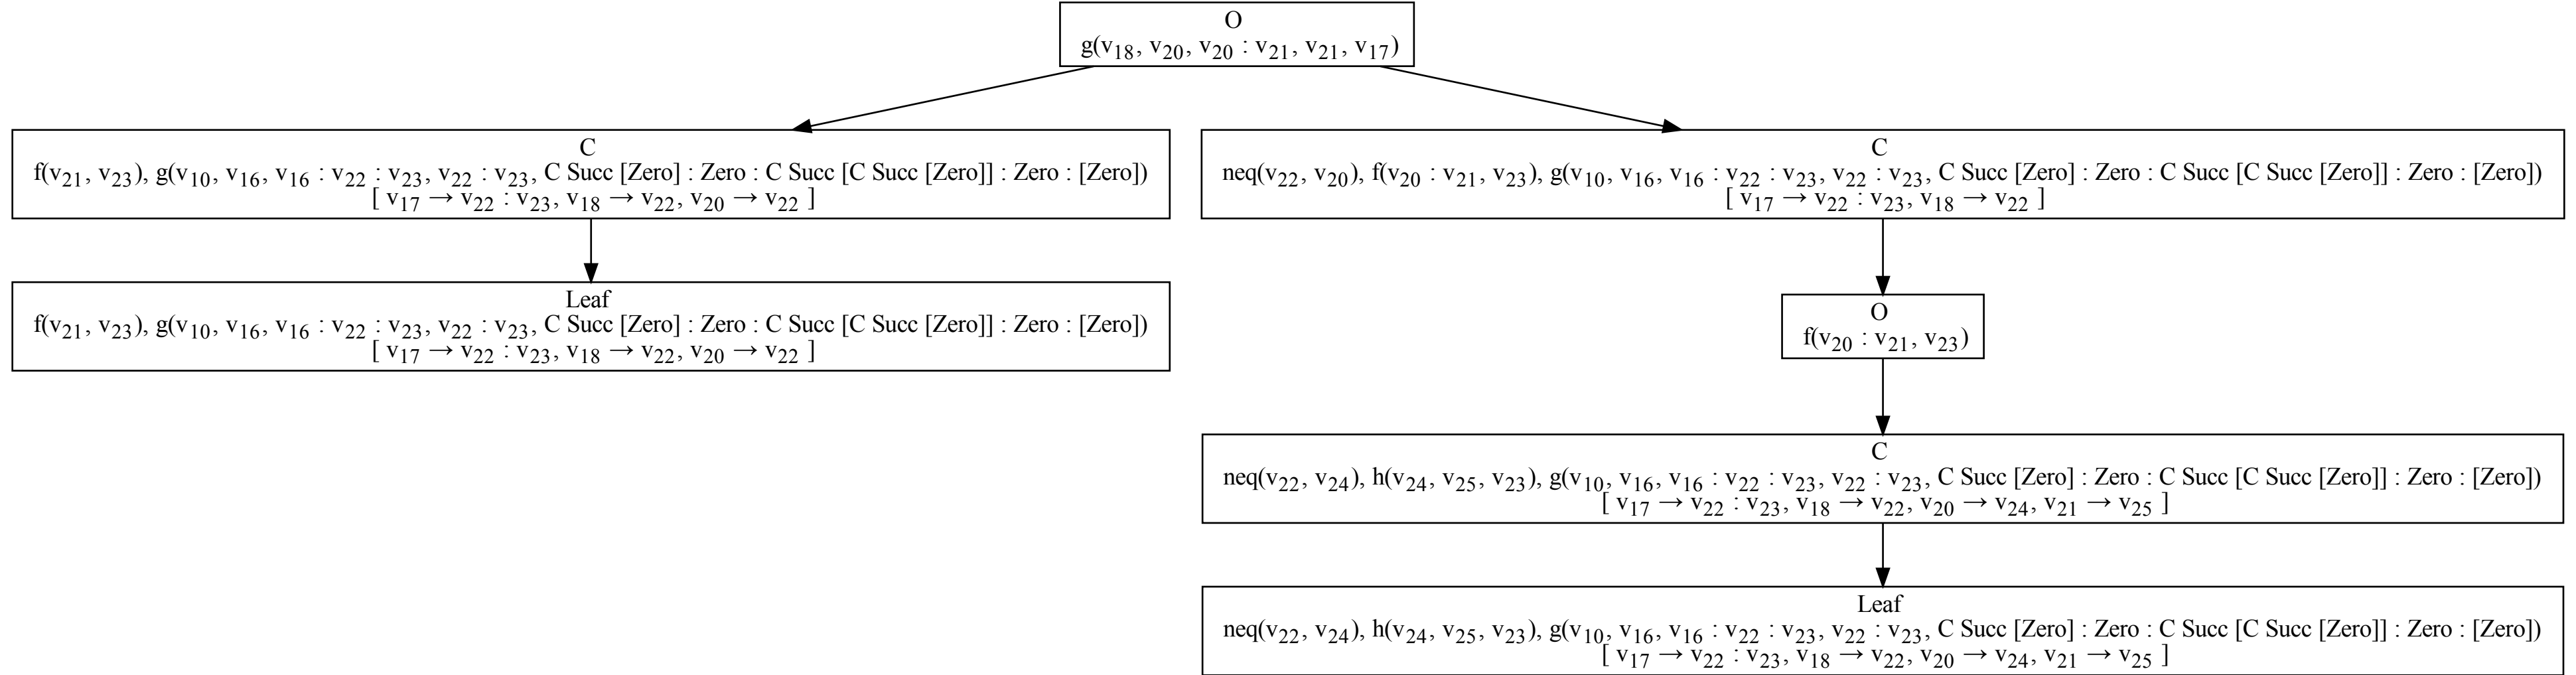 O
g(v18, v20, v20 : v21, v21, v17)
C
f(v21, v23), g(v10, v16, v16 : v22 : v23, v22 : v23, C Succ [Zero] : Zero : C Succ [C Succ [Zero]] : Zero : [Zero])
[ v17 → v22 : v23, v18 → v22, v20 → v22 ]
C
neq(v22, v20), f(v20 : v21, v23), g(v10, v16, v16 : v22 : v23, v22 : v23, C Succ [Zero] : Zero : C Succ [C Succ [Zero]] : Zero : [Zero])
[ v17 → v22 : v23, v18 → v22 ]
Leaf
f(v21, v23), g(v10, v16, v16 : v22 : v23, v22 : v23, C Succ [Zero] : Zero : C Succ [C Succ [Zero]] : Zero : [Zero])
[ v17 → v22 : v23, v18 → v22, v20 → v22 ]
O
f(v20 : v21, v23)
C
neq(v22, v24), h(v24, v25, v23), g(v10, v16, v16 : v22 : v23, v22 : v23, C Succ [Zero] : Zero : C Succ [C Succ [Zero]] : Zero : [Zero])
[ v17 → v22 : v23, v18 → v22, v20 → v24, v21 → v25 ]
Leaf
neq(v22, v24), h(v24, v25, v23), g(v10, v16, v16 : v22 : v23, v22 : v23, C Succ [Zero] : Zero : C Succ [C Succ [Zero]] : Zero : [Zero])
[ v17 → v22 : v23, v18 → v22, v20 → v24, v21 → v25 ]